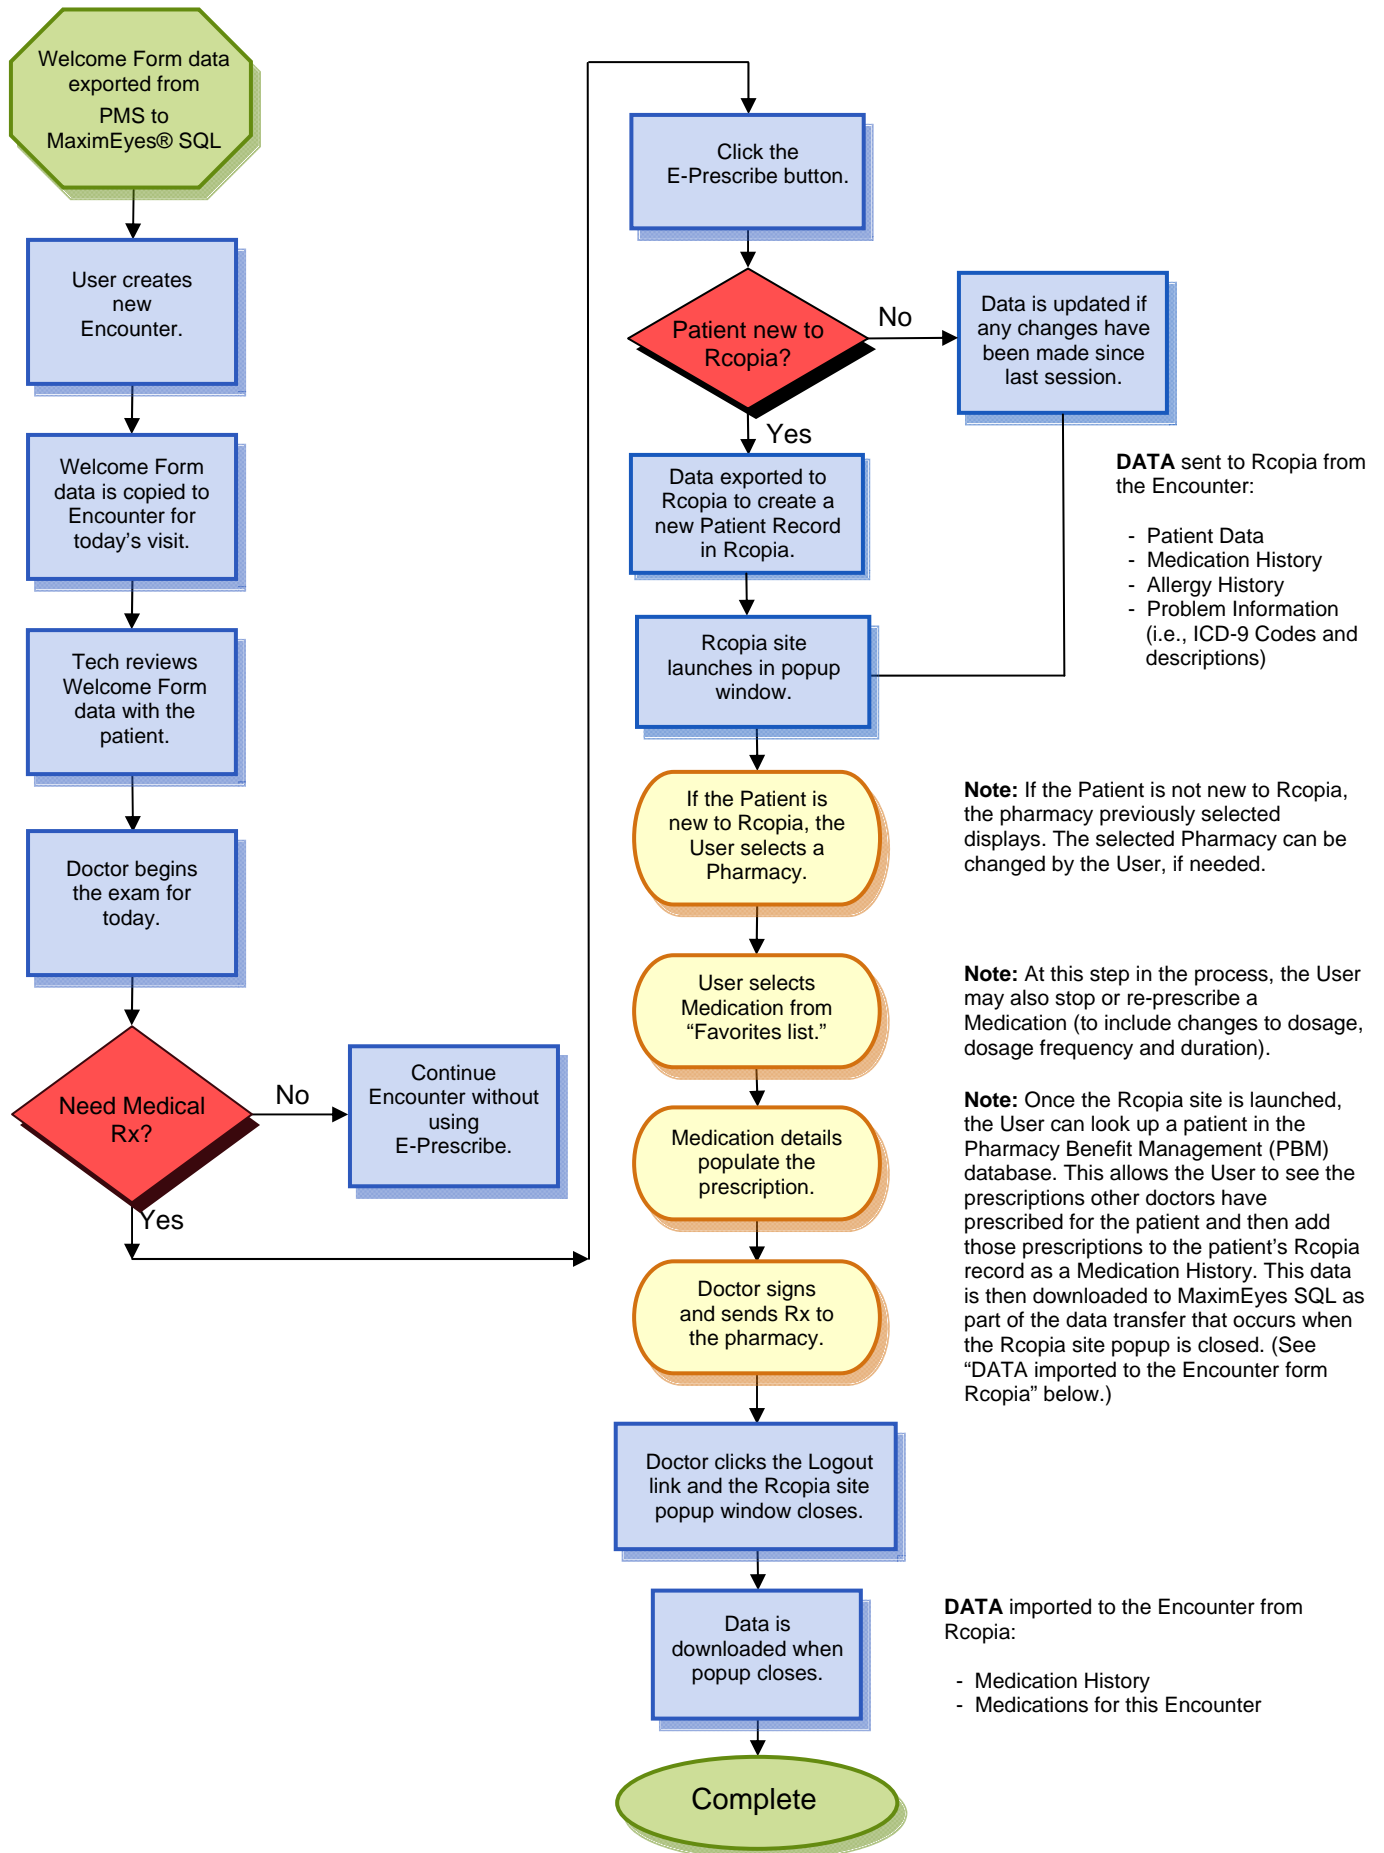 Welcome Form data
exported from
PMS to
MaximEyes® SQL
User creates
new
Encounter.
Welcome Form
data is copied to
Encounter for
today’s visit.
Tech reviews
Welcome Form
data with the
patient.
Doctor begins
the exam for
today.
Need Medical
Rx?
No
Continue
Encounter without
using
E-Prescribe.
Yes
Click the
E-Prescribe button.
Patient new to
Rcopia?
No
Data is updated if
any changes have
been made since
last session.
Yes
Data exported to
Rcopia to create a
new Patient Record
in Rcopia.
DATA sent to Rcopia from
the Encounter:
- Patient Data
- Medication History
- Allergy History
- Problem Information
(i.e., ICD-9 Codes and
descriptions)
Rcopia site
launches in popup
window.
If the Patient is
new to Rcopia, the
User selects a
Pharmacy.
Note: If the Patient is not new to Rcopia,
the pharmacy previously selected
displays. The selected Pharmacy can be
changed by the User, if needed.
User selects
Medication from
“Favorites list.”
Note: At this step in the process, the User
may also stop or re-prescribe a
Medication (to include changes to dosage,
dosage frequency and duration).
Medication details
populate the
prescription.
Note: Once the Rcopia site is launched,
the User can look up a patient in the
Pharmacy Benefit Management (PBM)
database. This allows the User to see the
prescriptions other doctors have
prescribed for the patient and then add
those prescriptions to the patient’s Rcopia
record as a Medication History. This data
is then downloaded to MaximEyes SQL as
part of the data transfer that occurs when
the Rcopia site popup is closed. (See
“DATA imported to the Encounter form
Rcopia” below.)
Doctor signs
and sends Rx to
the pharmacy.
Doctor clicks the Logout
link and the Rcopia site
popup window closes.
Data is
downloaded when
popup closes.
DATA imported to the Encounter from
Rcopia:
- Medication History
- Medications for this Encounter
Complete